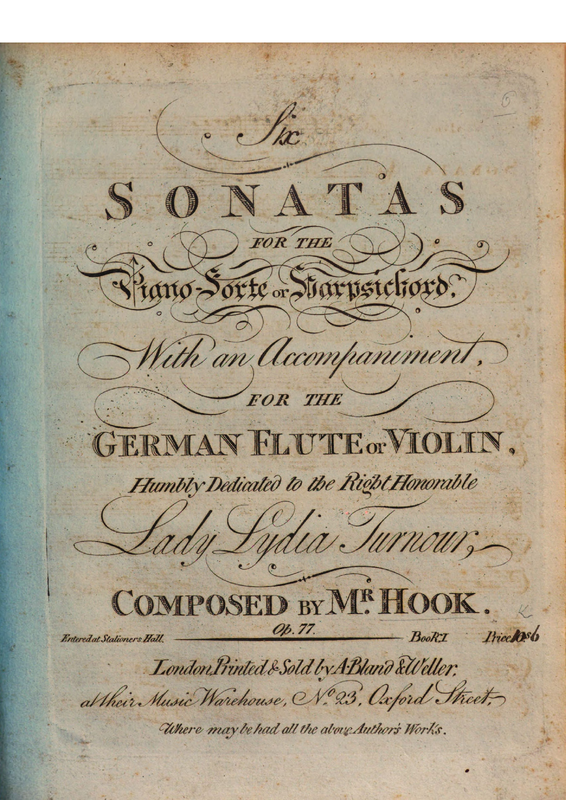 6
Six
SONATAS
FOR THE
Piano-Forte or Harpsichord.
With an Accompaniment,
FOR THE
GERMAN FLUTE or VIOLIN,
Humbly Dedicated to the Right Honorable
Lady Lydia Turnour,
COMPOSED BY MR. HOOK.
Op. 77.
Entered at Stationers Hall. BooK I Price 10s6
London, Printed & Sold by A. Bland & Weller,
at their Music Warehouse, No. 23, Oxford Street,
Where may be had all the above Author's Works.